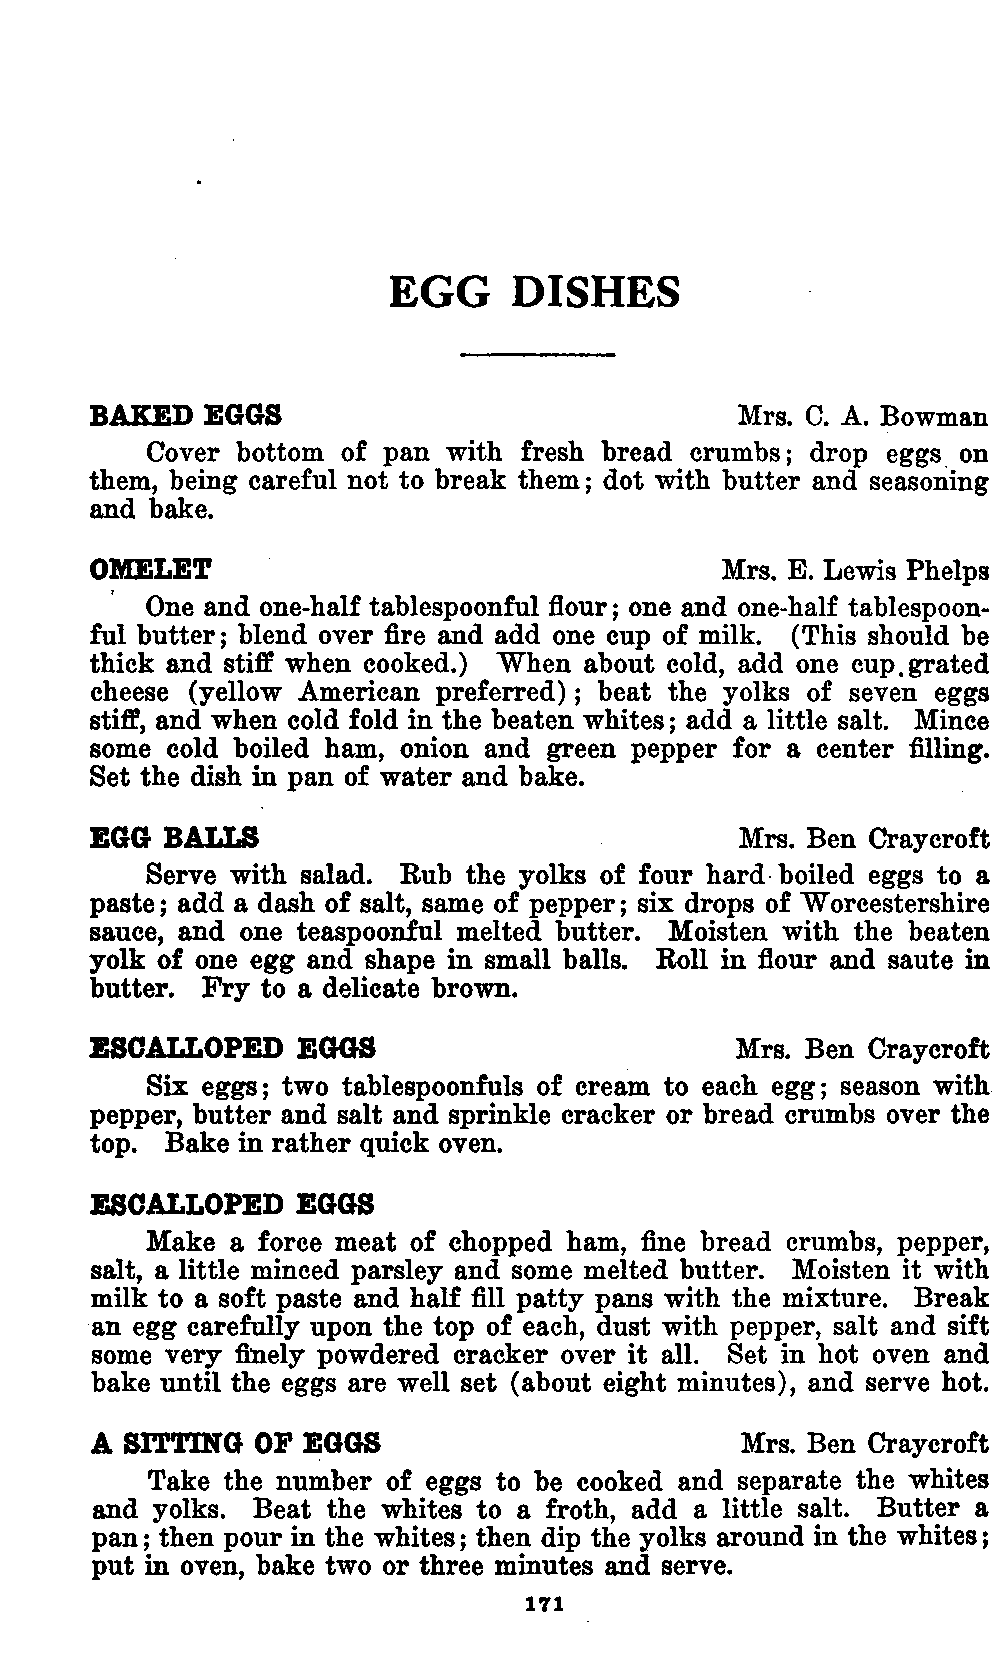 EGG DISHES
BAKED EGGS Mrs. C. A. Bowman
Cover bottom of pan with fresh bread crumbs; drop eggs on
them, being careful not to break them; dot with butter and seasoning
and bake.
OMELET Mrs. E. Lewis Phelps
One and one-half tablespoonful flour; one and one-half tablespoon-
ful butter; blend over fire and add one cup of milk. (This should be
thick and stiff when cooked.) When about cold, add one cup grated
cheese (yellow American preferred); beat the yolks of seven eggs
stiff, and when cold fold in the beaten whites; add a little salt. Mince
some cold boiled ham, onion and green pepper for a center filling.
Set the dish in pan of water and bake.
EGG BALLS Mrs. Ben Craycroft
Serve with salad. Rub the yolks of four hard boiled eggs to a
paste; add a dash of salt, same of pepper; six drops of Worcestershire
sauce, and one teaspoonful melted butter. Moisten with the beaten
yolk of one egg and shape in small balls. Roll in flour and saute in
butter. Fry to a delicate brown.
ESCALLOPED EGGS Mrs. Ben Craycroft
Six eggs; two tablespoonfuls of cream to each egg; season with
pepper, butter and salt and sprinkle cracker or bread crumbs over the
top. Bake in rather quick oven.
ESCALLOPED EGGS
Make a force meat of chopped ham, fine bread crumbs, pepper,
salt, a little minced parsley and some melted butter. Moisten it with
milk to a soft paste and half fill patty pans with the mixture. Break
an egg carefully upon the top of each, dust with pepper, salt and sift
some very finely powdered cracker over it all. Set in hot oven and
bake until the eggs are well set (about eight minutes), and serve hot.
A SITTING OF EGGS Mrs. Ben Craycroft
Take the number of eggs to be cooked and separate the whites
and yolks. Beat the whites to a froth, add a little salt. Butter a
pan; then pour in the whites; then dip the yolks around in the whites;
put in oven, bake two or three minutes and serve.
171